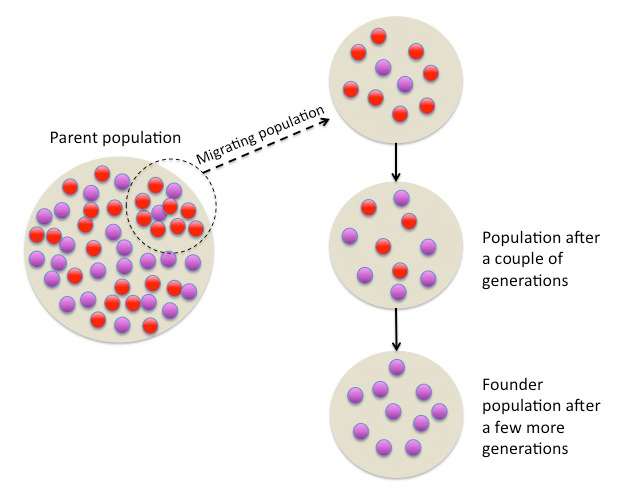 Parent population
Migrating population
Population after
a couple of
generations
Founder
population after
a few more
generations